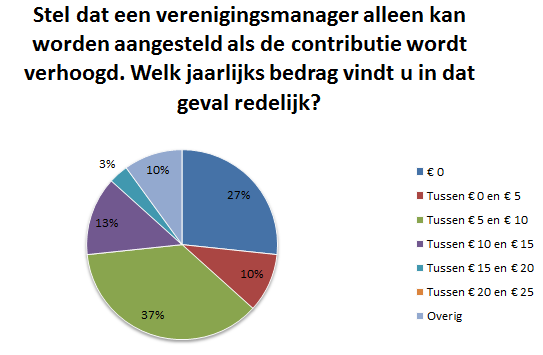 Stel dat een verenigingsmanager alleen kan
worden aangesteld als de contributie wordt
verhoogd. Welk jaarlijks bedrag vindt u in dat
geval redelijk?
3%
10%
27%
13%
10%
37%
€ 0
Tussen € 0 en € 5
Tussen € 5 en € 10
Tussen € 10 en € 15
Tussen € 15 en € 20
Tussen € 20 en € 25
Overig